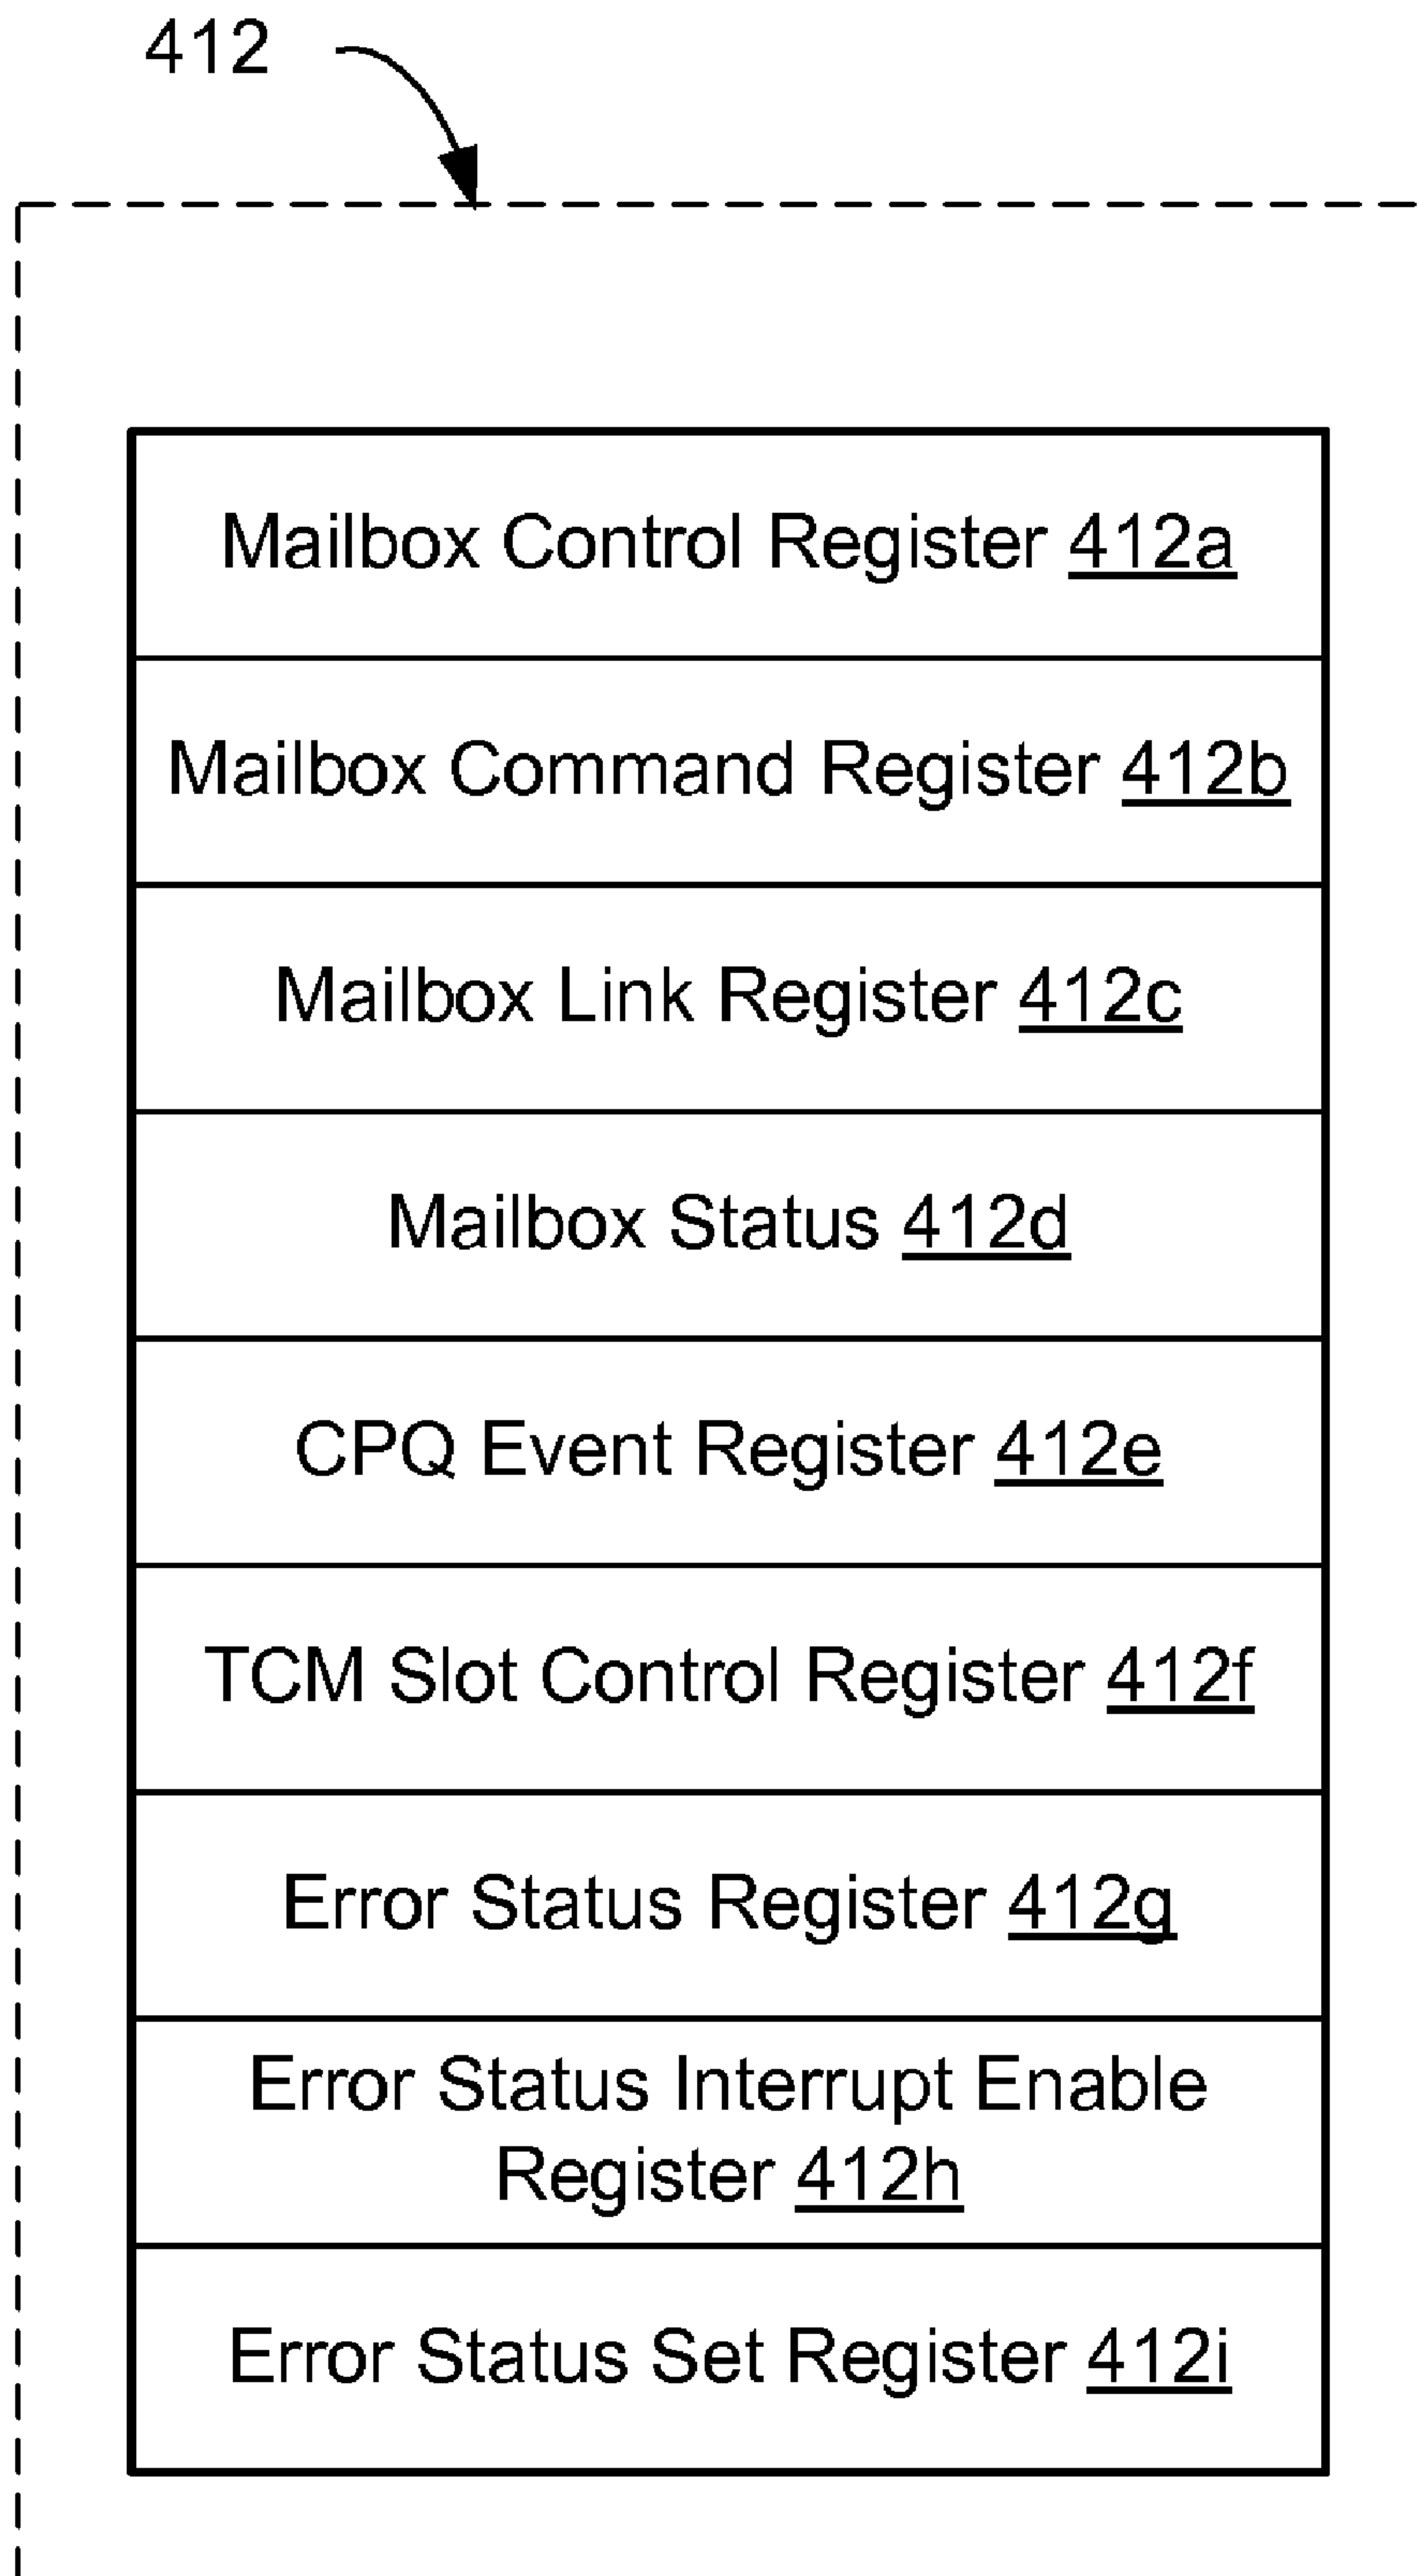 412
Mailbox Control Register 412a
Mailbox Command Register 412b
Mailbox Link Register 412c
Mailbox Status 412d
CPQ Event Register 412e
TCM Slot Control Register 412f
Error Status Register 412g
Error Status Interrupt Enable
Register 412h
Error Status Set Register 412i